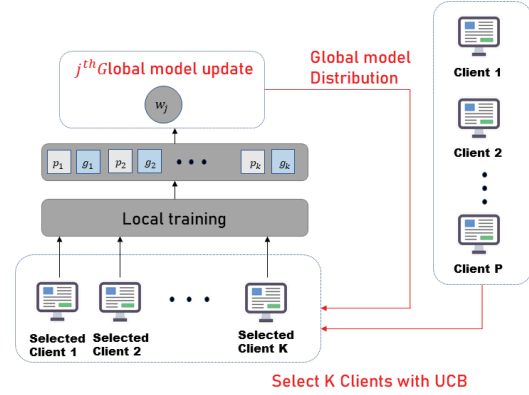 j^th Global model update
w_j
Global model
Distribution
p_1 g_1 p_2 g_2 • • • p_k g_k
Local training
Selected
Client 1
Selected
Client 2
• • •
Selected
Client K
Client 1
Client 2
Client P
Select K Clients with UCB